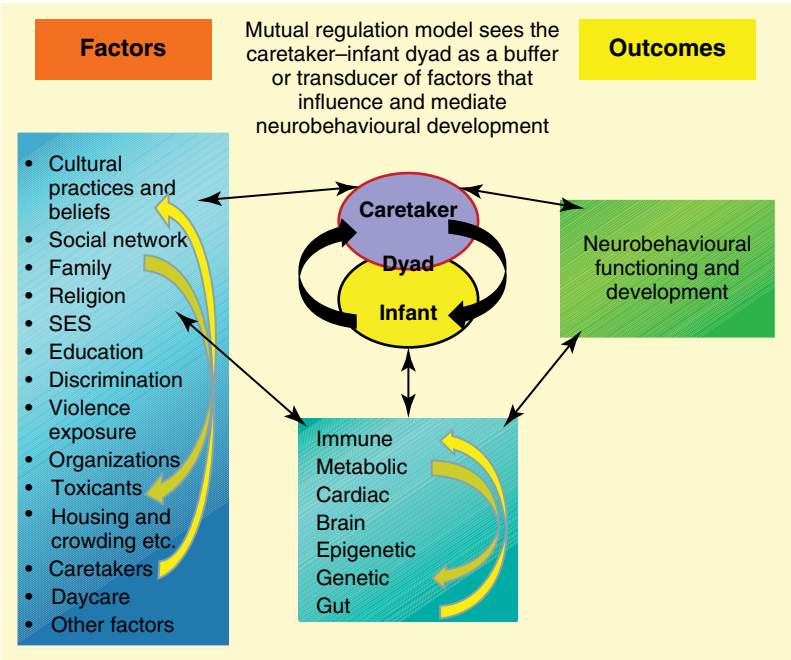 Factors
Mutual regulation model sees the
caretaker–infant dyad as a buffer
or transducer of factors that
influence and mediate
neurobehavioural development
Outcomes
• Cultural
practices and
beliefs
• Social network
• Family
• Religion
• SES
• Education
• Discrimination
• Violence
exposure
• Organizations
• Toxicants
• Housing and
crowding etc.
• Caretakers
• Daycare
• Other factors
Caretaker
Dyad
Infant
Neurobehavioural
functioning and
development
Immune
Metabolic
Cardiac
Brain
Epigenetic
Genetic
Gut